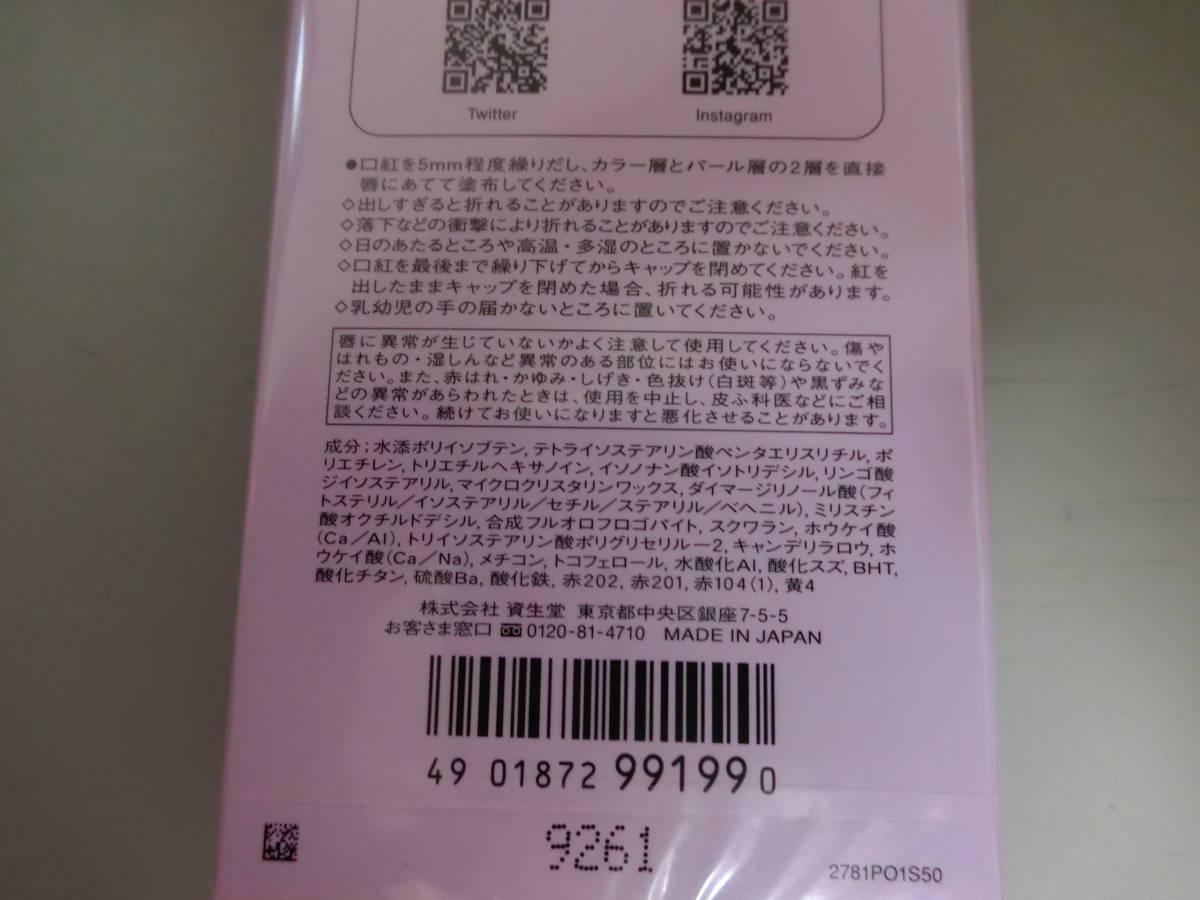 Twitter Instagram
●口紅を5mm程度繰りだし、カラー層とパール層の2層を直接
唇にあてて塗布してください。
◇出しすぎると折れることがありますのでご注意ください。
◇落下などの衝撃により折れることがありますのでご注意ください。
◇日のあたるところや高温・多湿のところに置かないでください。
◇口紅を最後まで繰り下げてからキャップを閉めてください。紅を
出したままキャップを閉めた場合、折れる可能性があります。
◇乳幼児の手の届かないところに置いてください。
唇に異常が生じていないかよく注意して使用してください。傷や
はれもの・湿しんなど異常のある部位にはお使いにならないでく
ださい。また、赤はれ・かゆみ・しげき・色抜け(白斑等)や黒ずみな
どの異常があらわれたときは、使用を中止し、皮ふ科医などにご相
談ください。続けてお使いになりますと悪化させることがあります。
成分;水添ポリイソブテン,テトライソステアリン酸ペンタエリスリチル,ポ
リエチレン,トリエチルヘキサノイン,イソノナン酸イソトリデシル,リンゴ酸
ジイソステアリル,マイクロクリスタリンワックス,ダイマージリノール酸(フィ
トステリル/イソステアリル/セチル/ステアリル/ベヘニル),ミリスチン
酸オクチルドデシル,合成フルオロフロゴパイト,スクワラン,ホウケイ酸
(Ca/Al),トリイソステアリン酸ポリグリセリル-2,キャンデリラロウ,ホ
ウケイ酸(Ca/Na),メチコン,トコフェロール,水酸化Al,酸化スズ,BHT,
酸化チタン,硫酸Ba,酸化鉄,赤202,赤201,赤104(1),黄4
株式会社 資生堂 東京都中央区銀座7-5-5
お客さま窓口 0120-81-4710 MADE IN JAPAN
49 01872 99199 0
9261
2781PO1S50